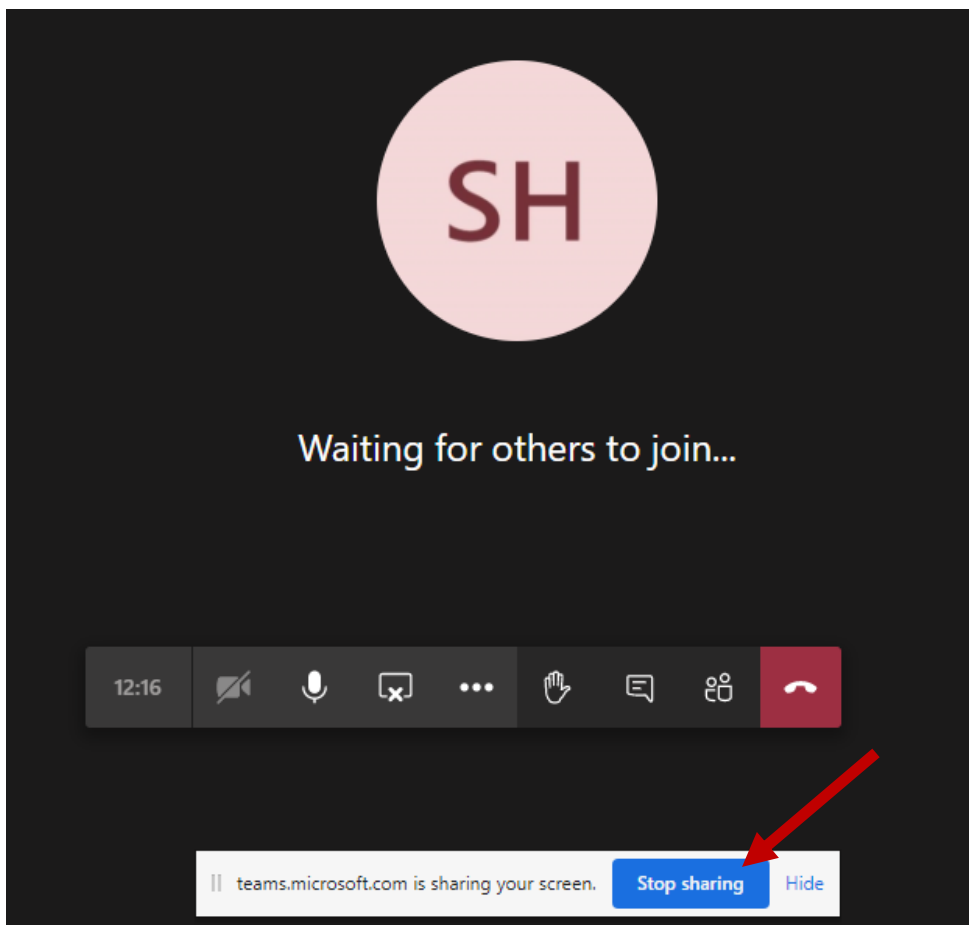 SH
Waiting for others to join...
12:16
teams.microsoft.com is sharing your screen. Stop sharing Hide